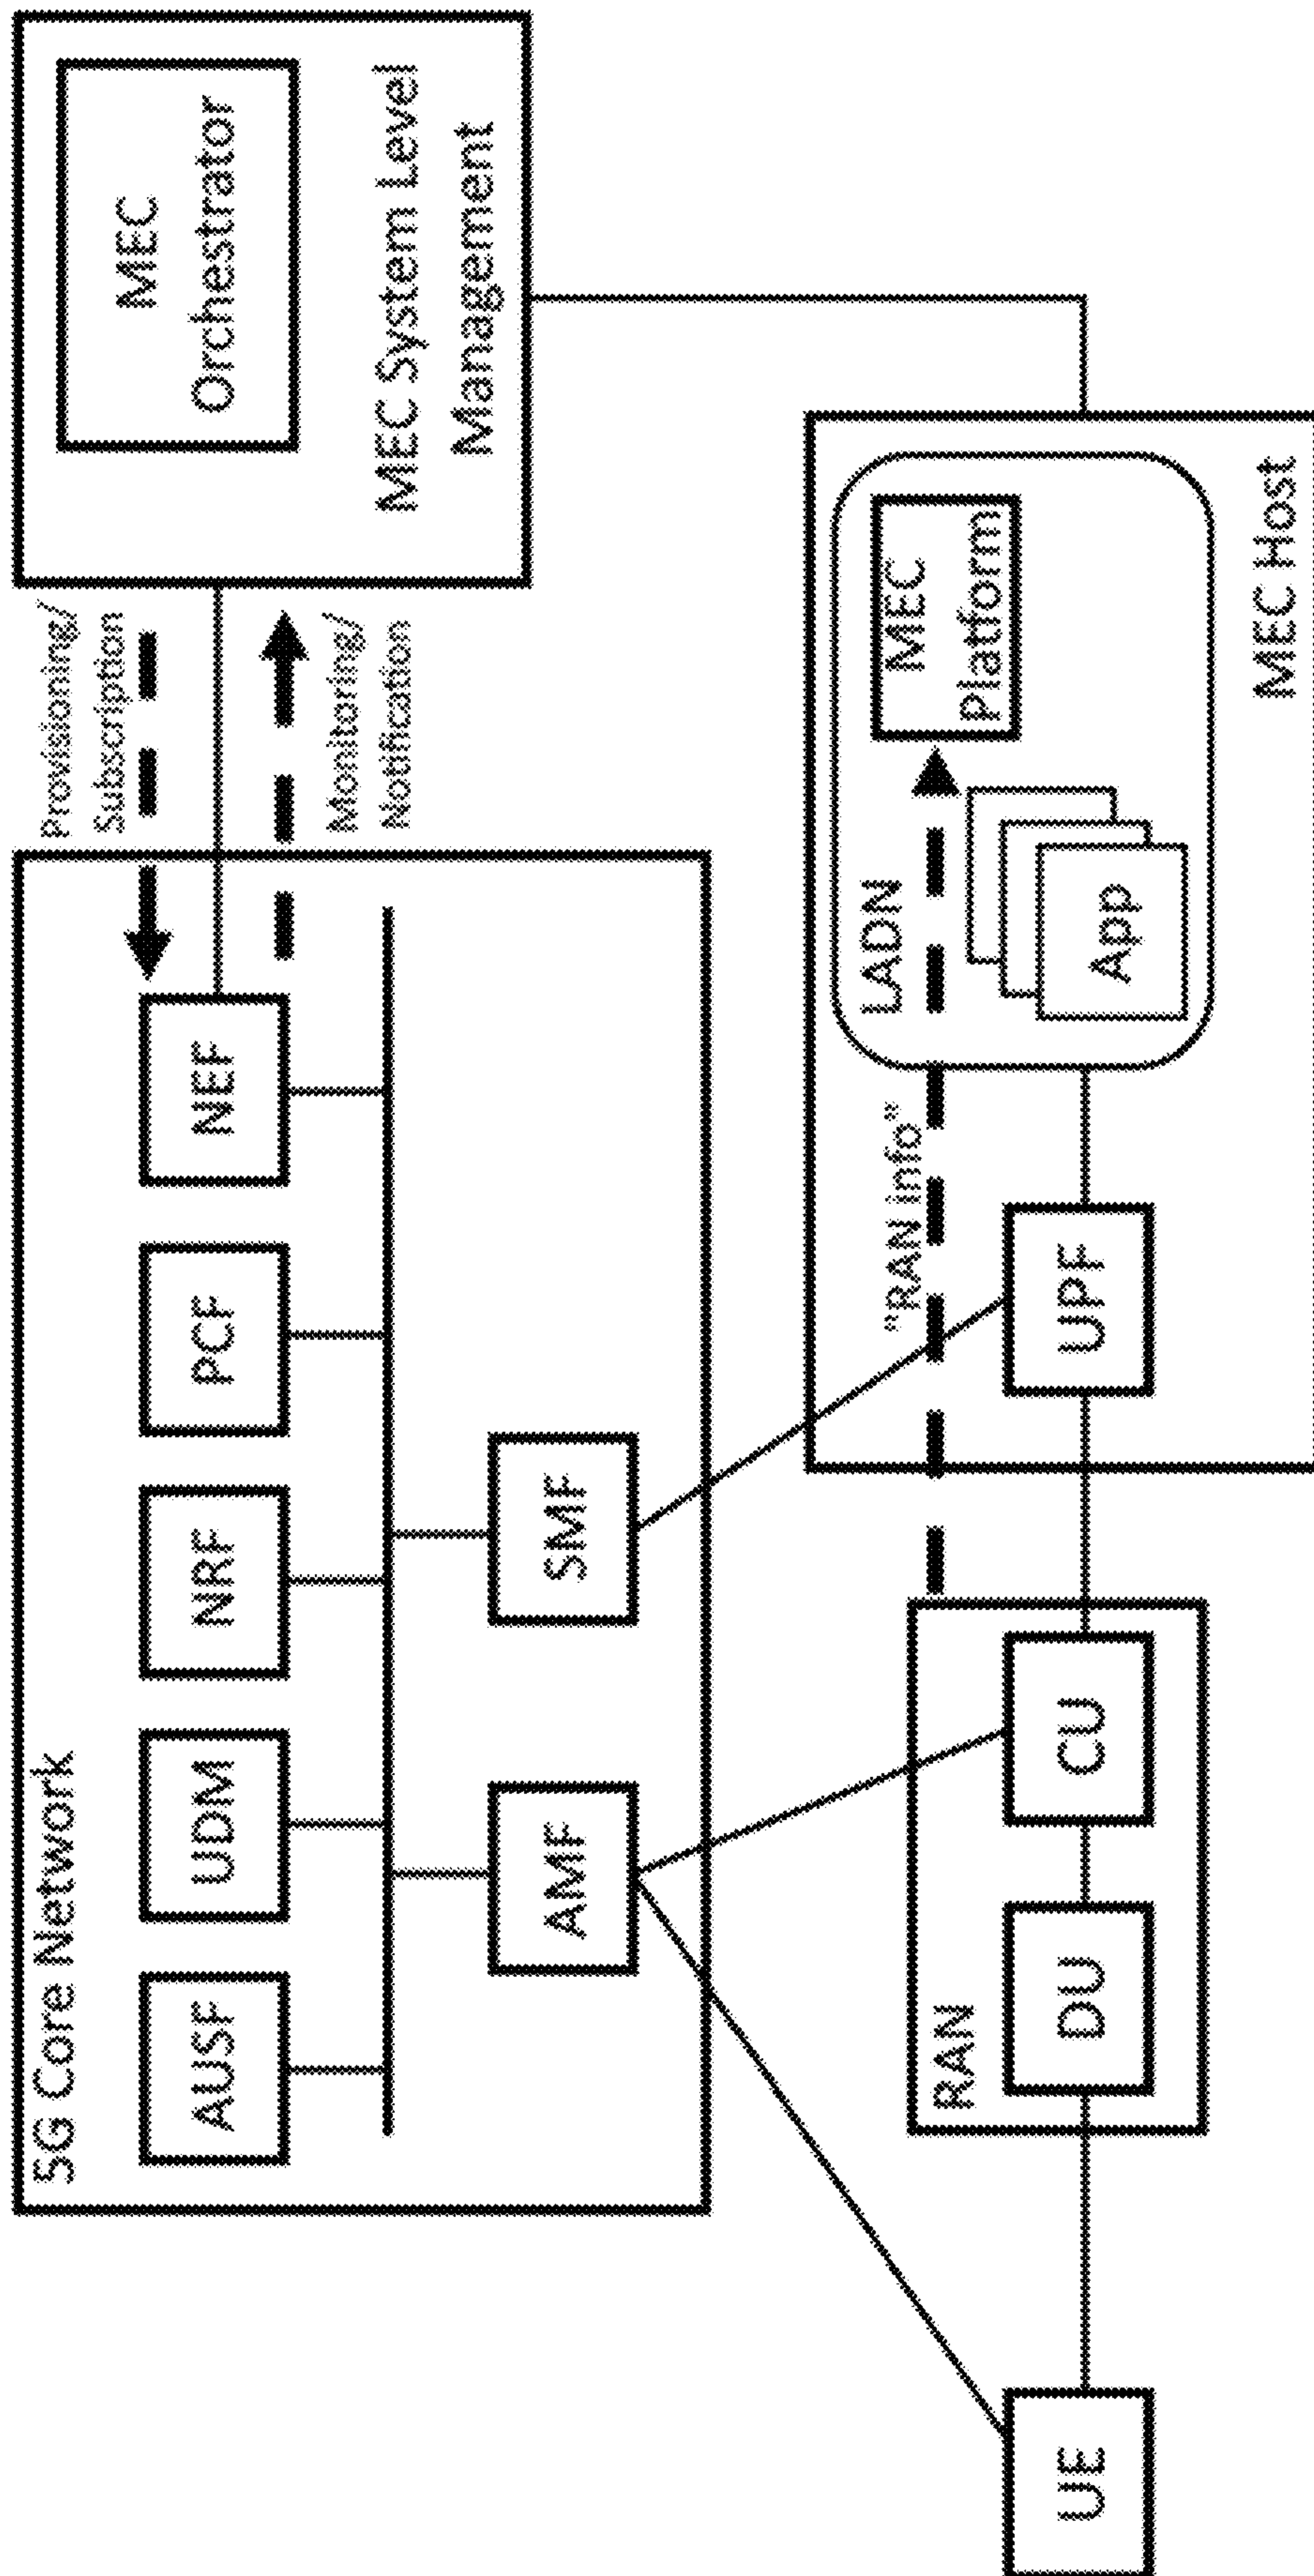 5G Core Network
AUSF
UDM
NRF
PCF
NEF
AMF
SMF
Provisioning/
Subscription
Monitoring/
Notification
MEC
Orchestrator
MEC System Level
Management
UE
RAN
DU
CU
"RAN info"
UPF
LADN
App
MEC
Platform
MEC Host